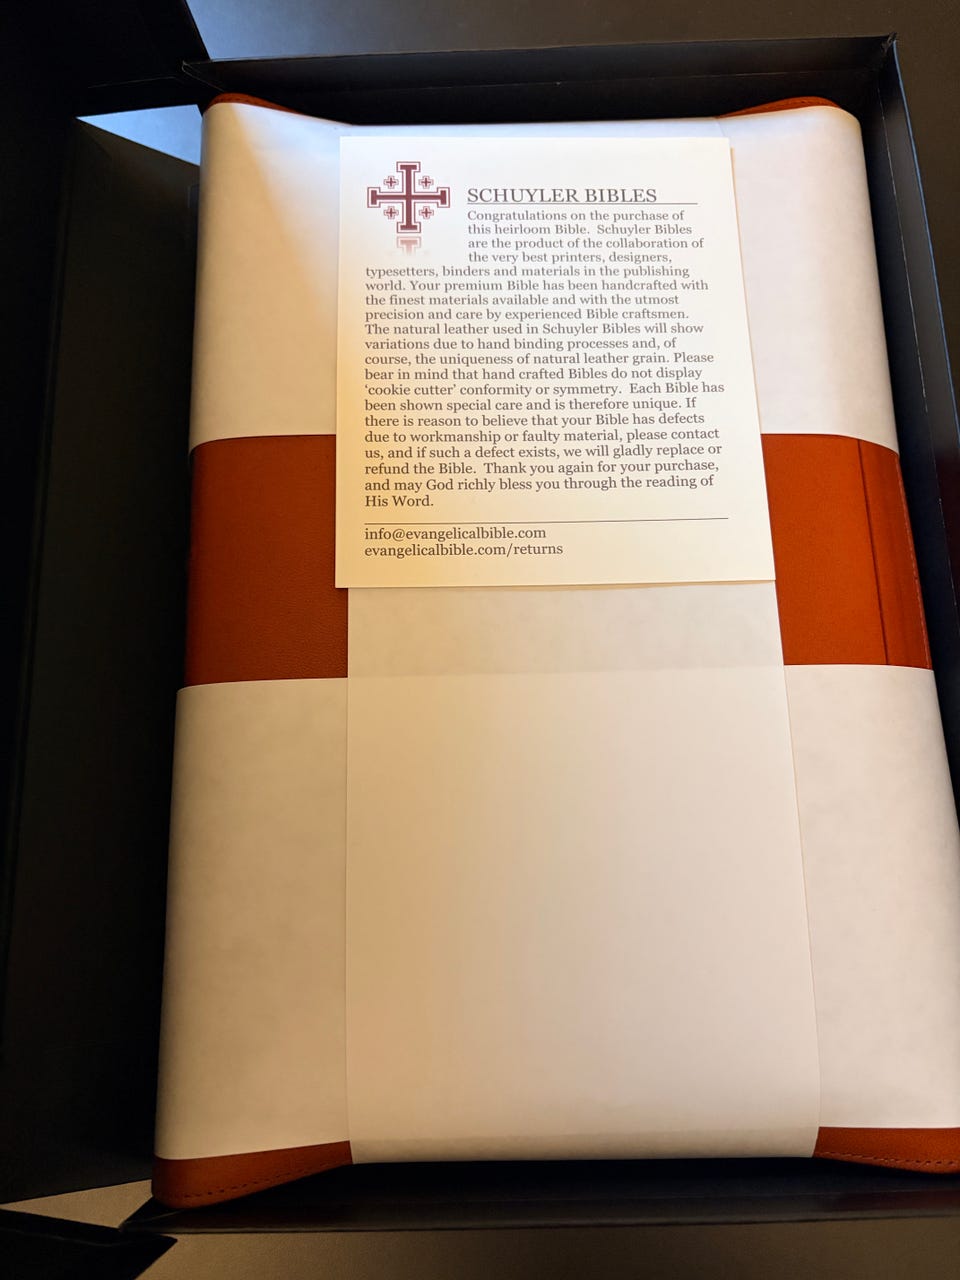 SCHUYLER BIBLES
Congratulations on the purchase of
this heirloom Bible.  Schuyler Bibles
are the product of the collaboration of
the very best printers, designers,
typesetters, binders and materials in the publishing
world. Your premium Bible has been handcrafted with
the finest materials available and with the utmost
precision and care by experienced Bible craftsmen.
The natural leather used in Schuyler Bibles will show
variations due to hand binding processes and, of
course, the uniqueness of natural leather grain. Please
bear in mind that hand crafted Bibles do not display
‘cookie cutter’ conformity or symmetry.  Each Bible has
been shown special care and is therefore unique. If
there is reason to believe that your Bible has defects
due to workmanship or faulty material, please contact
us, and if such a defect exists, we will gladly replace or
refund the Bible.  Thank you again for your purchase,
and may God richly bless you through the reading of
His Word.
info@evangelicalbible.com
evangelicalbible.com/returns